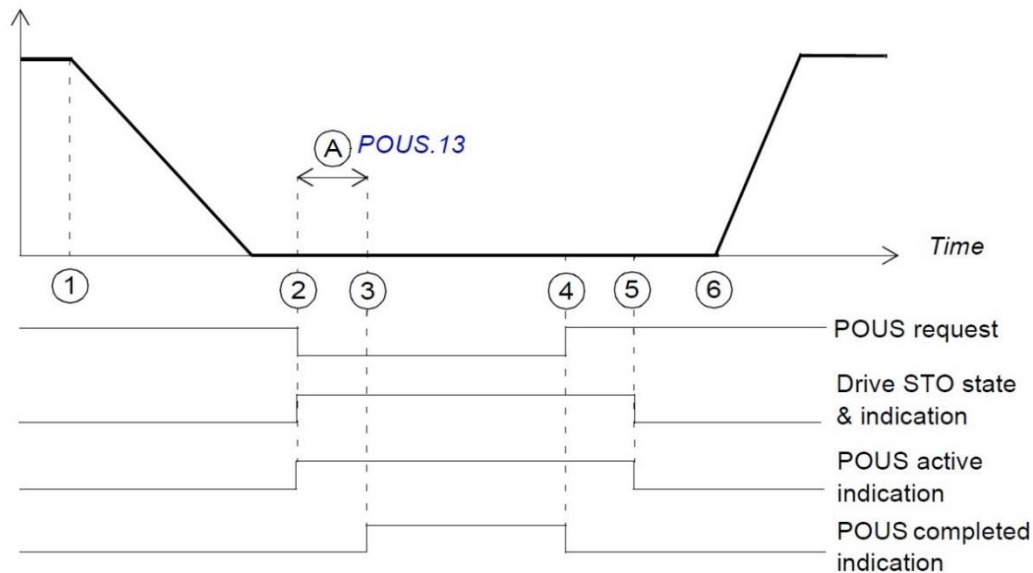 A POUS.13
Time
1 2 3 4 5 6
POUS request
Drive STO state
& indication
POUS active
indication
POUS completed
indication